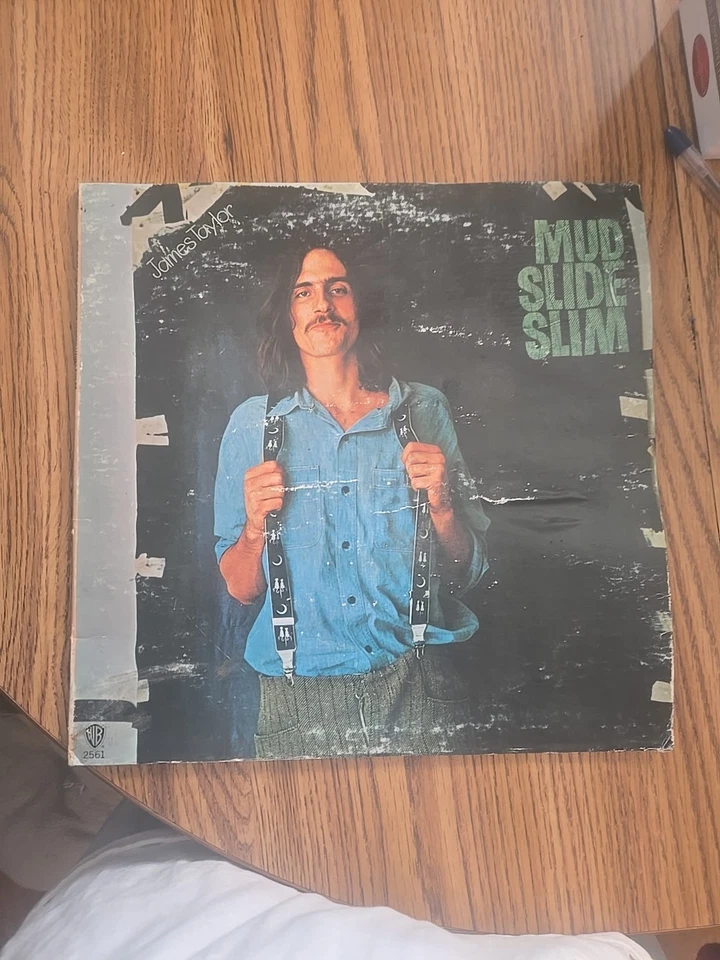 James Taylor
MUD
SLIDE
SLIM
WB
2561